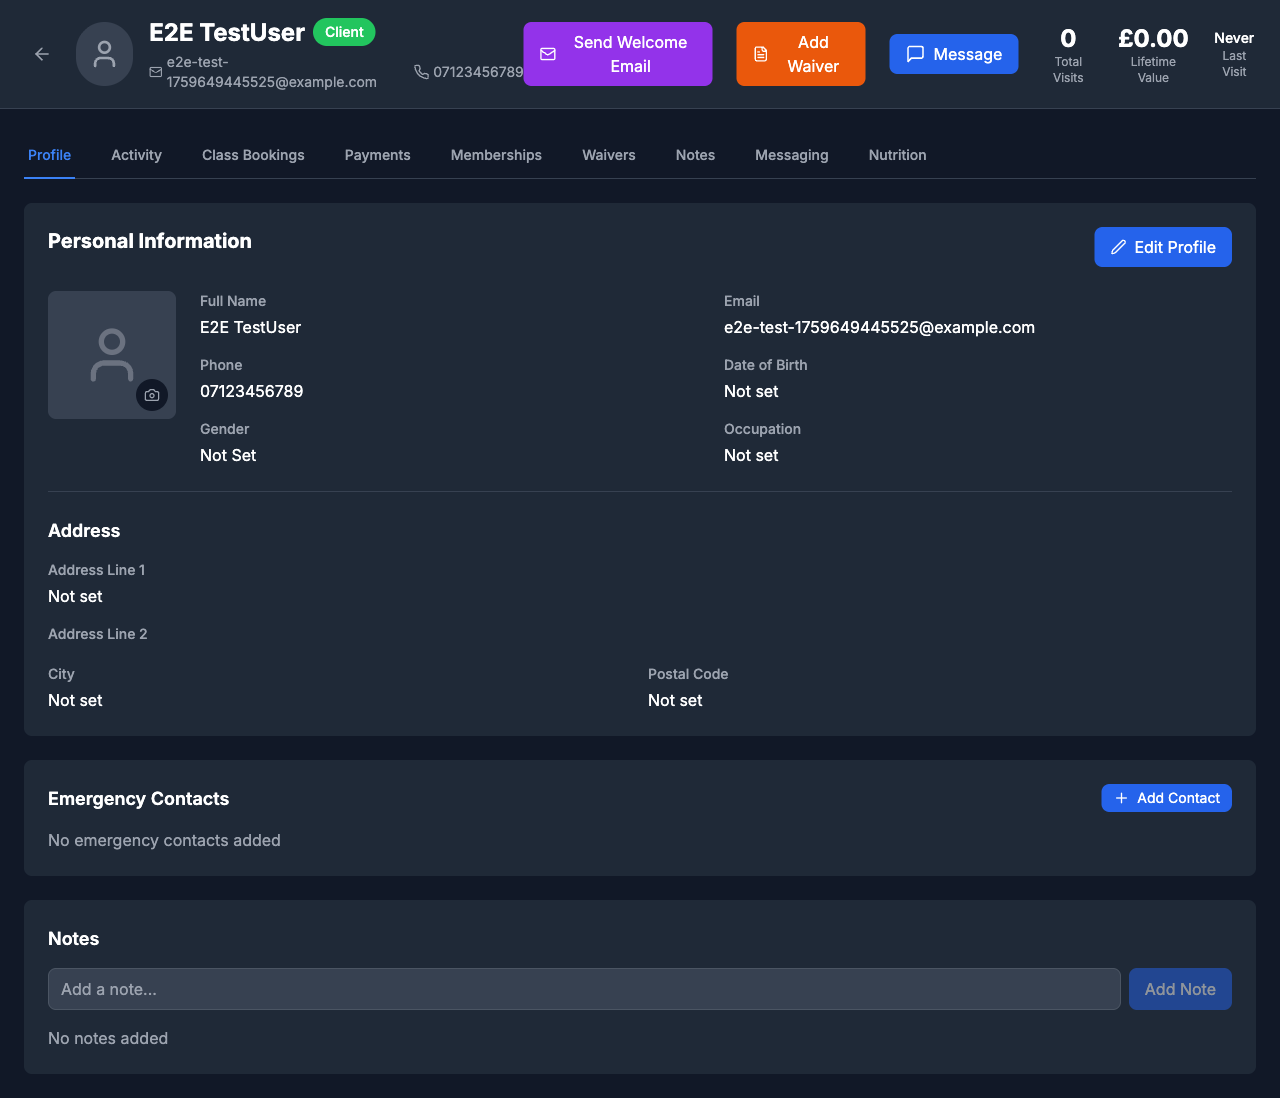 E2E TestUser Client
e2e-test-
1759649445525@example.com
07123456789
Send Welcome
Email
Add
Waiver
Message
0
Total
Visits
£0.00
Lifetime
Value
Never
Last
Visit
Profile Activity Class Bookings Payments Memberships Waivers Notes Messaging Nutrition
Personal Information
Edit Profile
Full Name
E2E TestUser
Email
e2e-test-1759649445525@example.com
Phone
07123456789
Date of Birth
Not set
Gender
Not Set
Occupation
Not set
Address
Address Line 1
Not set
Address Line 2
City
Not set
Postal Code
Not set
Emergency Contacts
Add Contact
No emergency contacts added
Notes
Add a note...
Add Note
No notes added